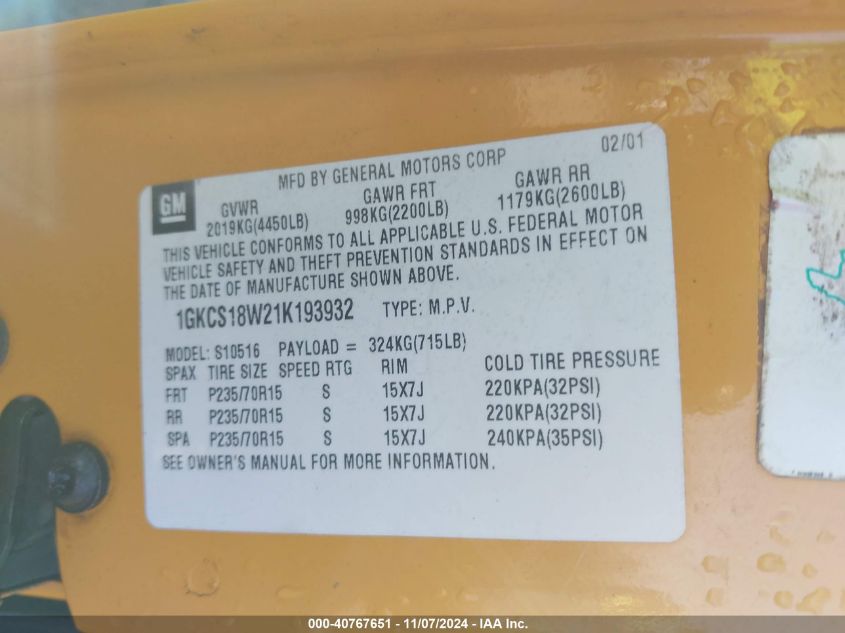 02/01
GM
MFD BY GENERAL MOTORS CORP
GVWR GAWR FRT GAWR RR
2019KG(4450LB) 998KG(2200LB) 1179KG(2600LB)
THIS VEHICLE CONFORMS TO ALL APPLICABLE U.S. FEDERAL MOTOR
VEHICLE SAFETY AND THEFT PREVENTION STANDARDS IN EFFECT ON
THE DATE OF MANUFACTURE SHOWN ABOVE.
1GKCS18W21K193932 TYPE: M.P.V.
MODEL: S10516 PAYLOAD = 324KG(715LB)
SPAX TIRE SIZE SPEED RTG RIM COLD TIRE PRESSURE
FRT P235/70R15 S 15X7J 220KPA(32PSI)
RR P235/70R15 S 15X7J 220KPA(32PSI)
SPA P235/70R15 S 15X7J 240KPA(35PSI)
SEE OWNER'S MANUAL FOR MORE INFORMATION.
000-40767651 - 11/07/2024 - IAA Inc.